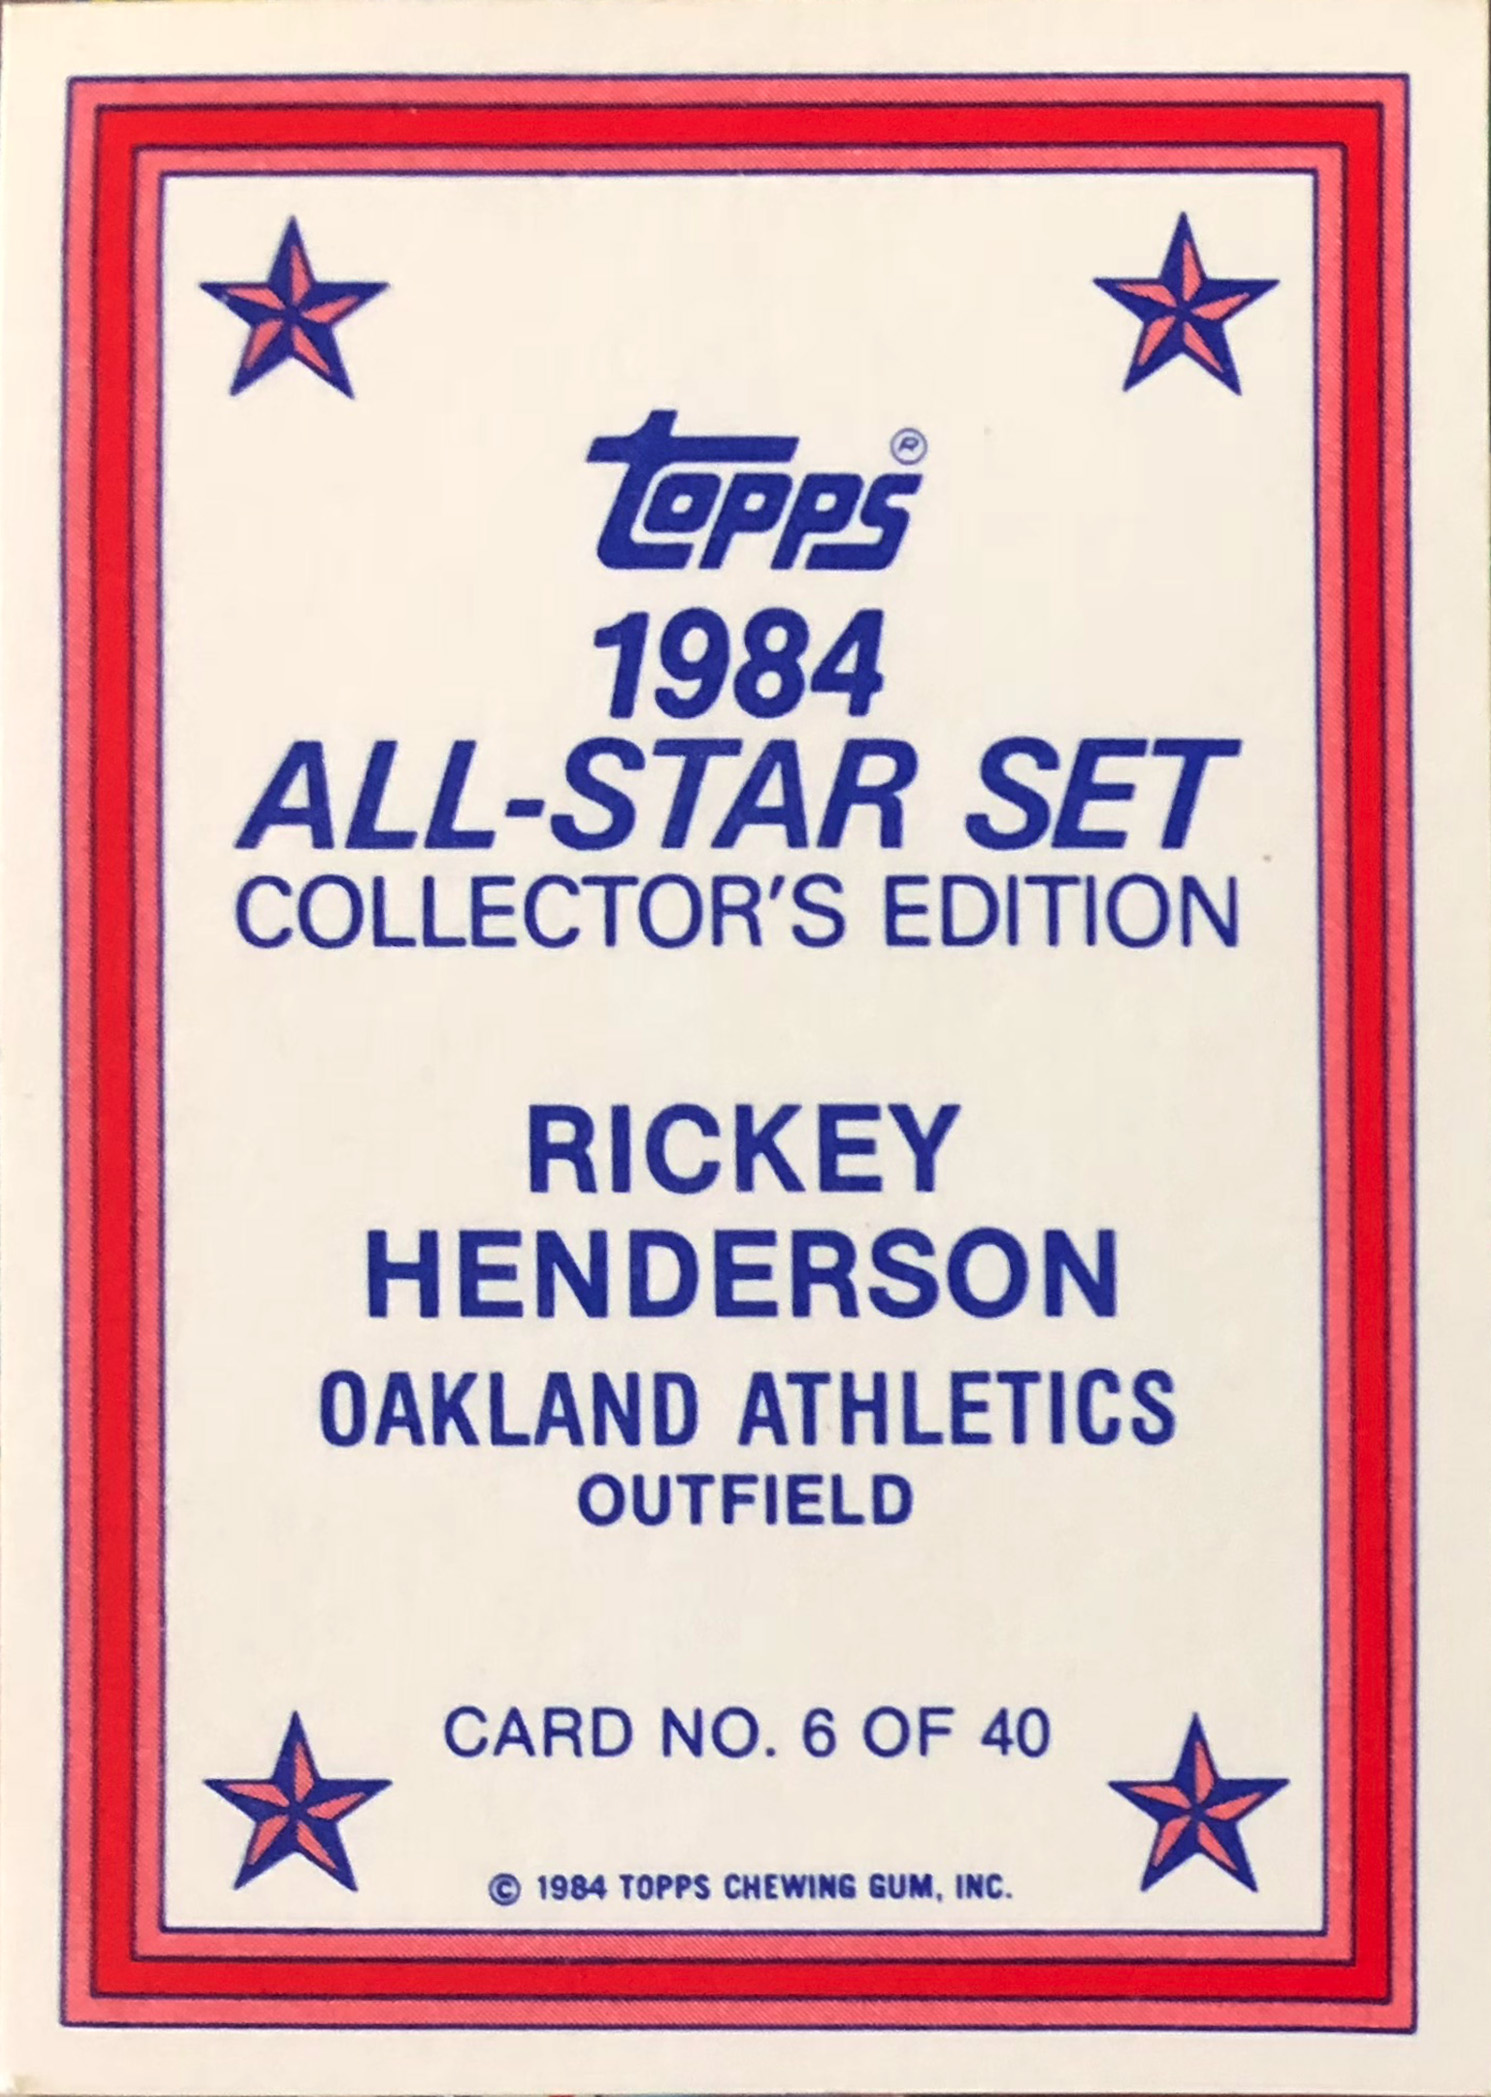 topps®
1984
ALL-STAR SET
COLLECTOR'S EDITION
RICKEY
HENDERSON
OAKLAND ATHLETICS
OUTFIELD
CARD NO. 6 OF 40
© 1984 TOPPS CHEWING GUM, INC.